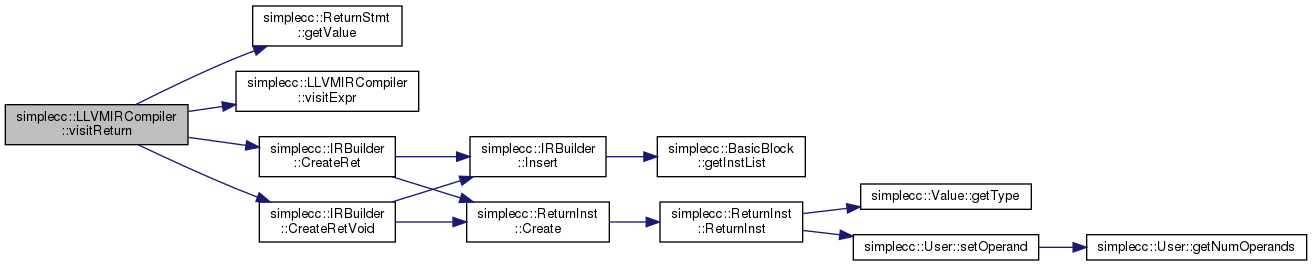 simplecc::ReturnStmt
::getValue
simplecc::LLVMIRCompiler
::visitExpr
simplecc::LLVMIRCompiler
::visitReturn
simplecc::IRBuilder
::CreateRet
simplecc::IRBuilder
::Insert
simplecc::BasicBlock
::getInstList
simplecc::IRBuilder
::CreateRetVoid
simplecc::ReturnInst
::Create
simplecc::ReturnInst
::ReturnInst
simplecc::Value::getType
simplecc::User::setOperand
simplecc::User::getNumOperands